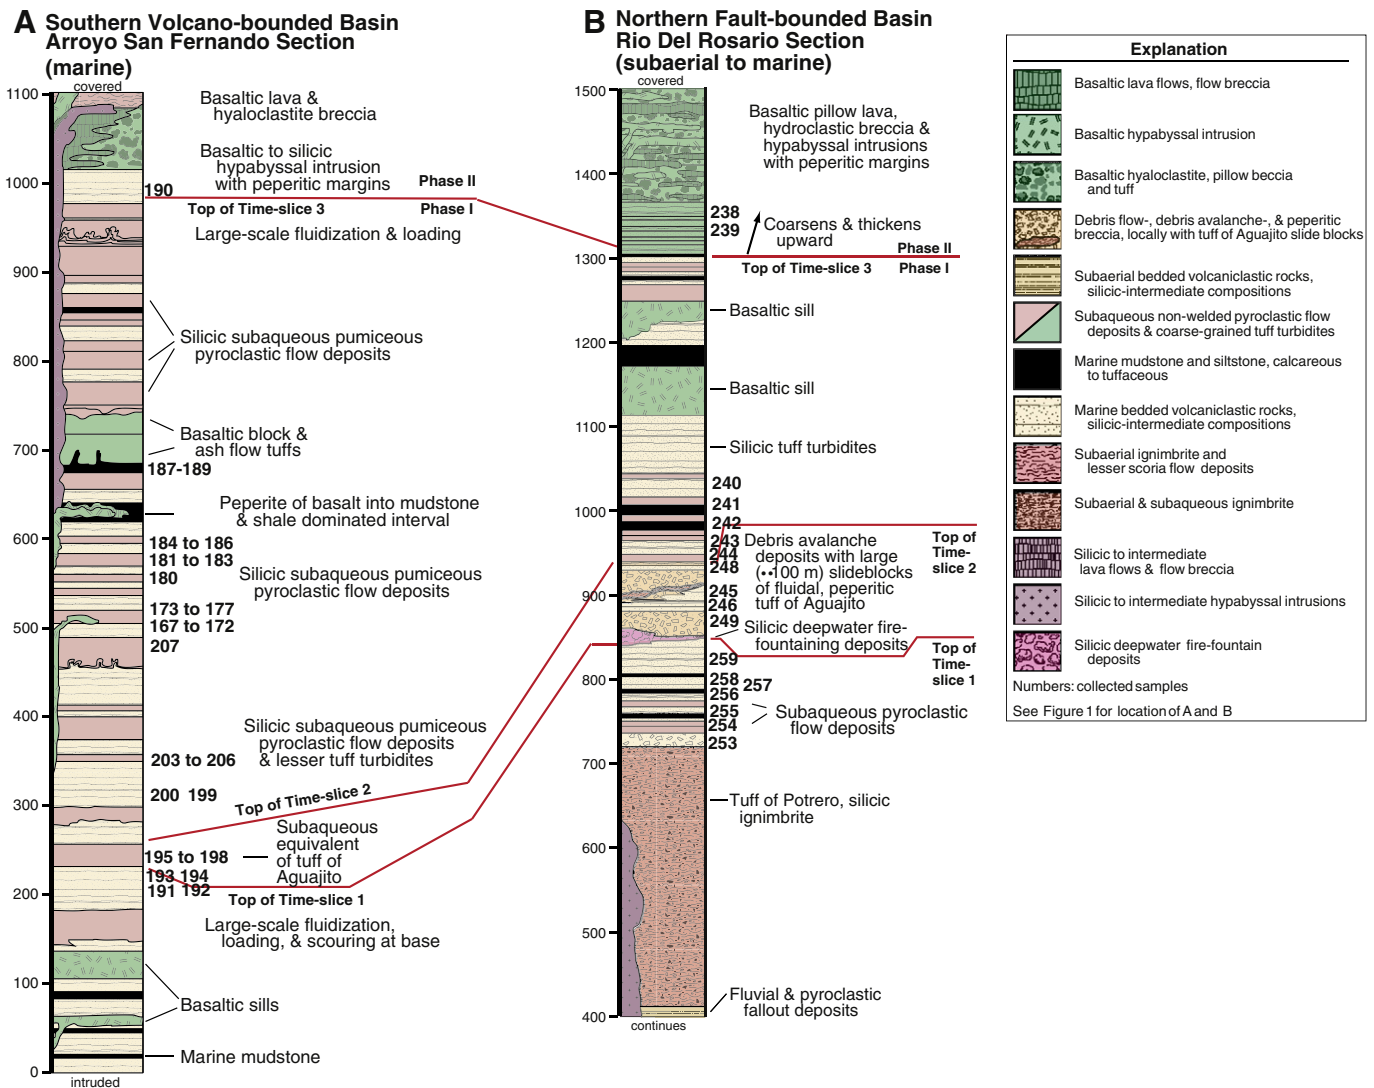 A Southern Volcano-bounded Basin
Arroyo San Fernando Section
(marine)
covered
1100
1000
900
800
700
600
500
400
300
200
100
0
intruded
Basaltic lava &
hyaloclastite breccia
Basaltic to silicic
hypabyssal intrusion
with peperitic margins
Phase II
190
Top of Time-slice 3
Phase I
Large-scale fluidization & loading
Silicic subaqueous pumiceous
pyroclastic flow deposits
Basaltic block &
ash flow tuffs
187-189
Peperite of basalt into mudstone
& shale dominated interval
184 to 186
181 to 183
180
Silicic subaqueous pumiceous
pyroclastic flow deposits
173 to 177
167 to 172
207
Silicic subaqueous pumiceous
pyroclastic flow deposits
& lesser tuff turbidites
203 to 206
200 199
Top of Time-slice 2
Subaqueous
equivalent
of tuff of
Aguajito
195 to 198
193 194
191 192
Top of Time-slice 1
Large-scale fluidization,
loading, & scouring at base
Basaltic sills
Marine mudstone
B Northern Fault-bounded Basin
Rio Del Rosario Section
(subaerial to marine)
covered
1500
1400
1300
1200
1100
1000
900
800
700
600
500
400
continues
Basaltic pillow lava,
hydroclastic breccia &
hypabyssal intrusions
with peperitic margins
238
239
Coarsens & thickens
upward
Phase II
Top of Time-slice 3
Phase I
Basaltic sill
Basaltic sill
Silicic tuff turbidites
240
241
242
243
244
248
Debris avalanche
deposits with large
(••100 m) slideblocks
of fluidal, peperitic
tuff of Aguajito
Top of
Time-
slice 2
245
246
249
Silicic deepwater fire-
fountaining deposits
Top of
Time-
slice 1
259
258 257
256
255
254
253
Subaqueous pyroclastic
flow deposits
Tuff of Potrero, silicic
ignimbrite
Fluvial & pyroclastic
fallout deposits
Explanation
Basaltic lava flows, flow breccia
Basaltic hypabyssal intrusion
Basaltic hyaloclastite, pillow beccia
and tuff
Debris flow-, debris avalanche-, & peperitic
breccia, locally with tuff of Aguajito slide blocks
Subaerial bedded volcaniclastic rocks,
silicic-intermediate compositions
Subaqueous non-welded pyroclastic flow
deposits & coarse-grained tuff turbidites
Marine mudstone and siltstone, calcareous
to tuffaceous
Marine bedded volcaniclastic rocks,
silicic-intermediate compositions
Subaerial ignimbrite and
lesser scoria flow deposits
Subaerial & subaqueous ignimbrite
Silicic to intermediate
lava flows & flow breccia
Silicic to intermediate hypabyssal intrusions
Silicic deepwater fire-fountain
deposits
Numbers: collected samples
See Figure 1 for location of A and B